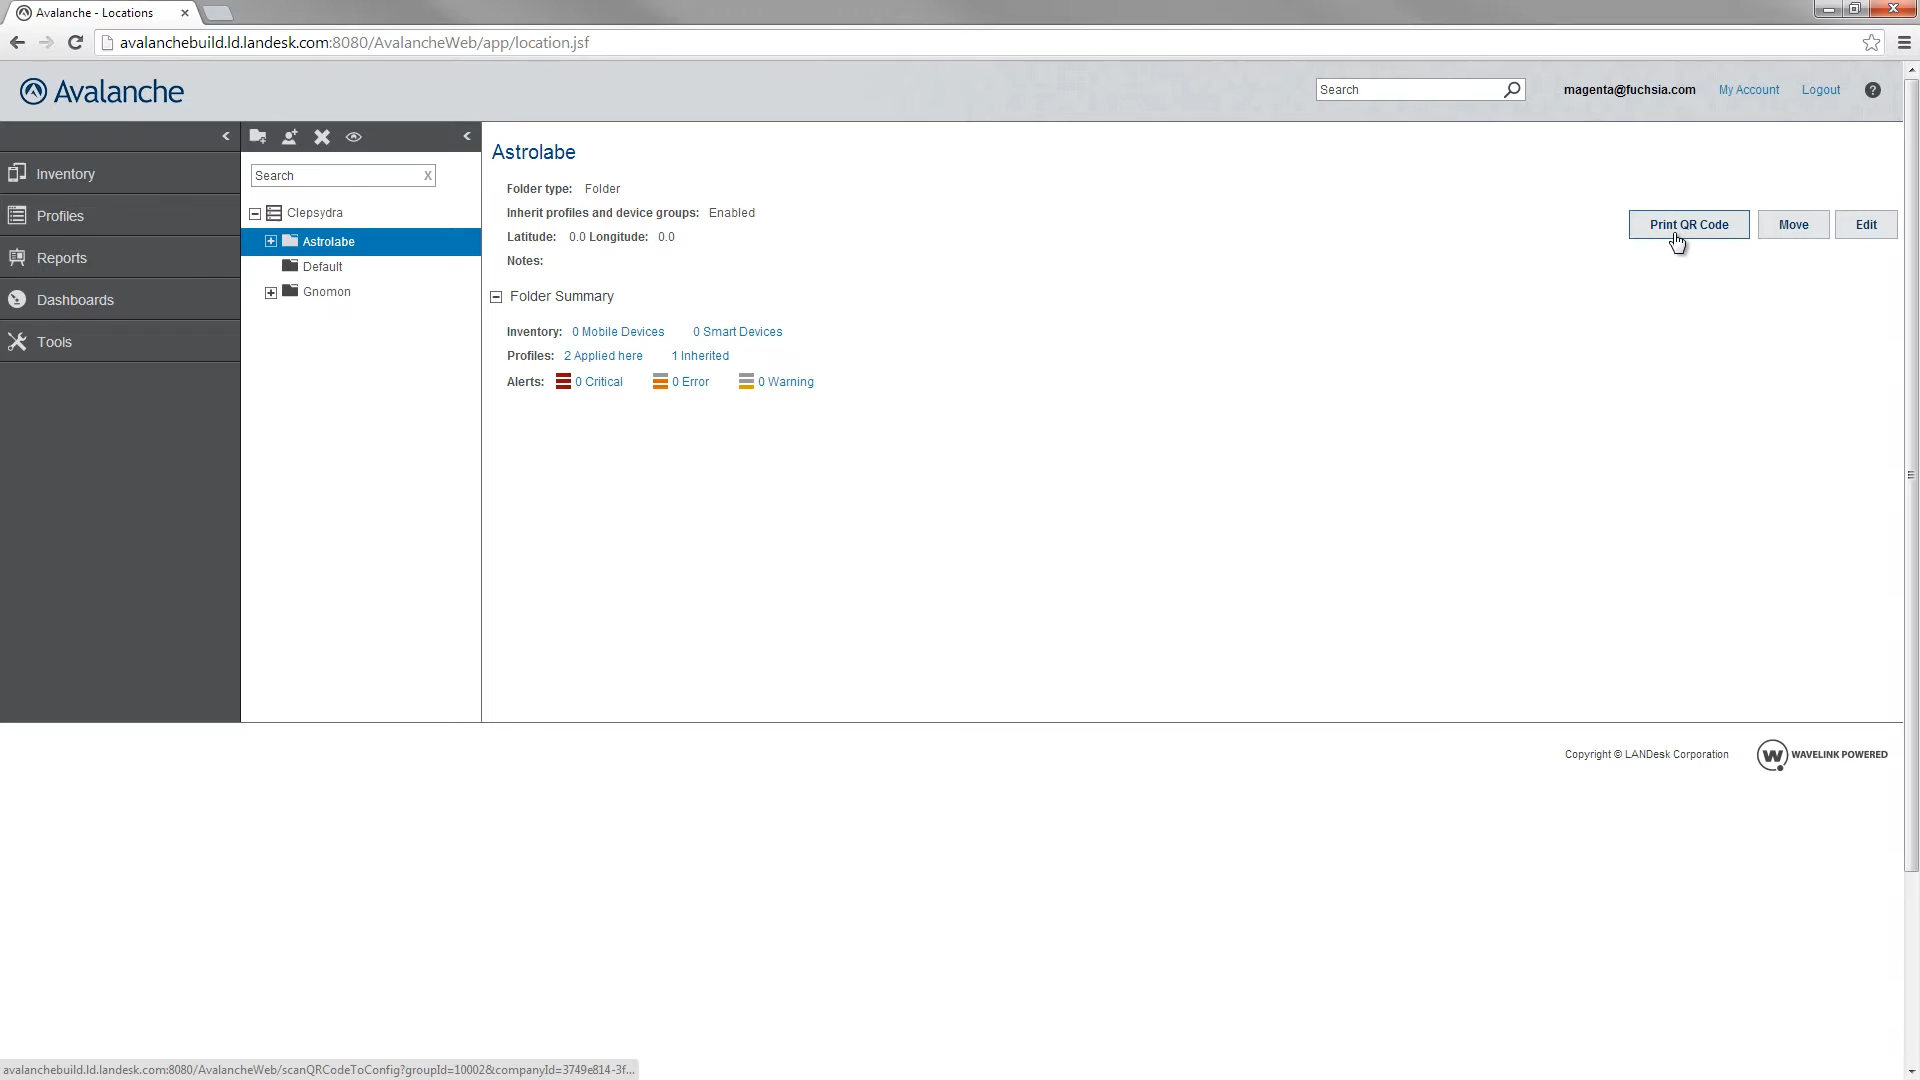 Avalanche - Locations
avalanchebuild.ld.landesk.com:8080/AvalancheWeb/app/location.jsf
Avalanche
Search
magenta@fuchsia.com My Account Logout ?
Inventory
Profiles
Reports
Dashboards
Tools
Search X
Clepsydra
Astrolabe
Default
Gnomon
Astrolabe
Folder type: Folder
Inherit profiles and device groups: Enabled
Latitude: 0.0 Longitude: 0.0
Notes:
Print QR Code Move Edit
Folder Summary
Inventory: 0 Mobile Devices 0 Smart Devices
Profiles: 2 Applied here 1 Inherited
Alerts: 0 Critical 0 Error 0 Warning
Copyright © LANDesk Corporation W WAVELINK POWERED
avalanchebuild.ld.landesk.com:8080/AvalancheWeb/scanQRCodeToConfig?groupId=10002&companyId=3749e814-3f...